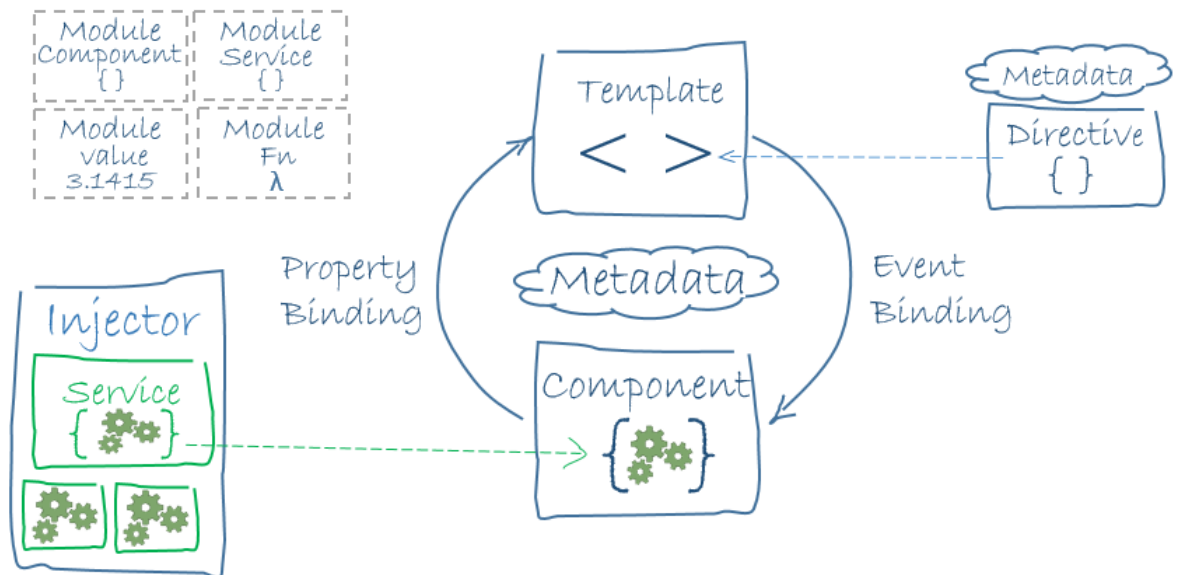 Module
Component
{ }
Module
Service
{ }
Module
value
3.1415
Module
Fn
λ
Template
< >
Metadata
Directive
{ }
Property
Binding
Metadata
Event
Binding
Injector
Service
{ }
Component
{ }